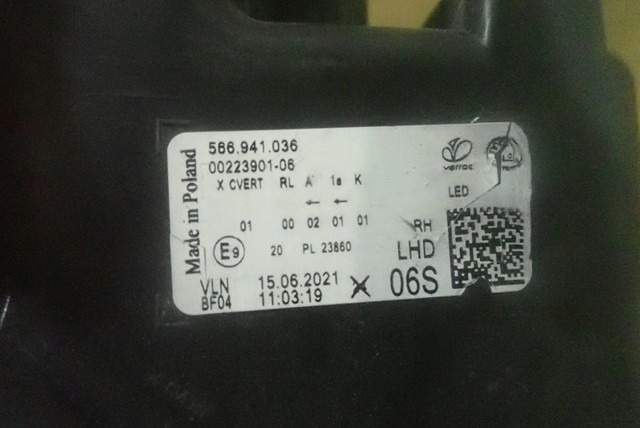 Made in Poland
566.941.036
00223901-06
X CVERT RL A 1a K
← ←
01 00 02 01 01
E9 20 PL 23860
VLN 15.06.2021
BF04 11:03:19 X
varroc
LED
RH
LHD
06S